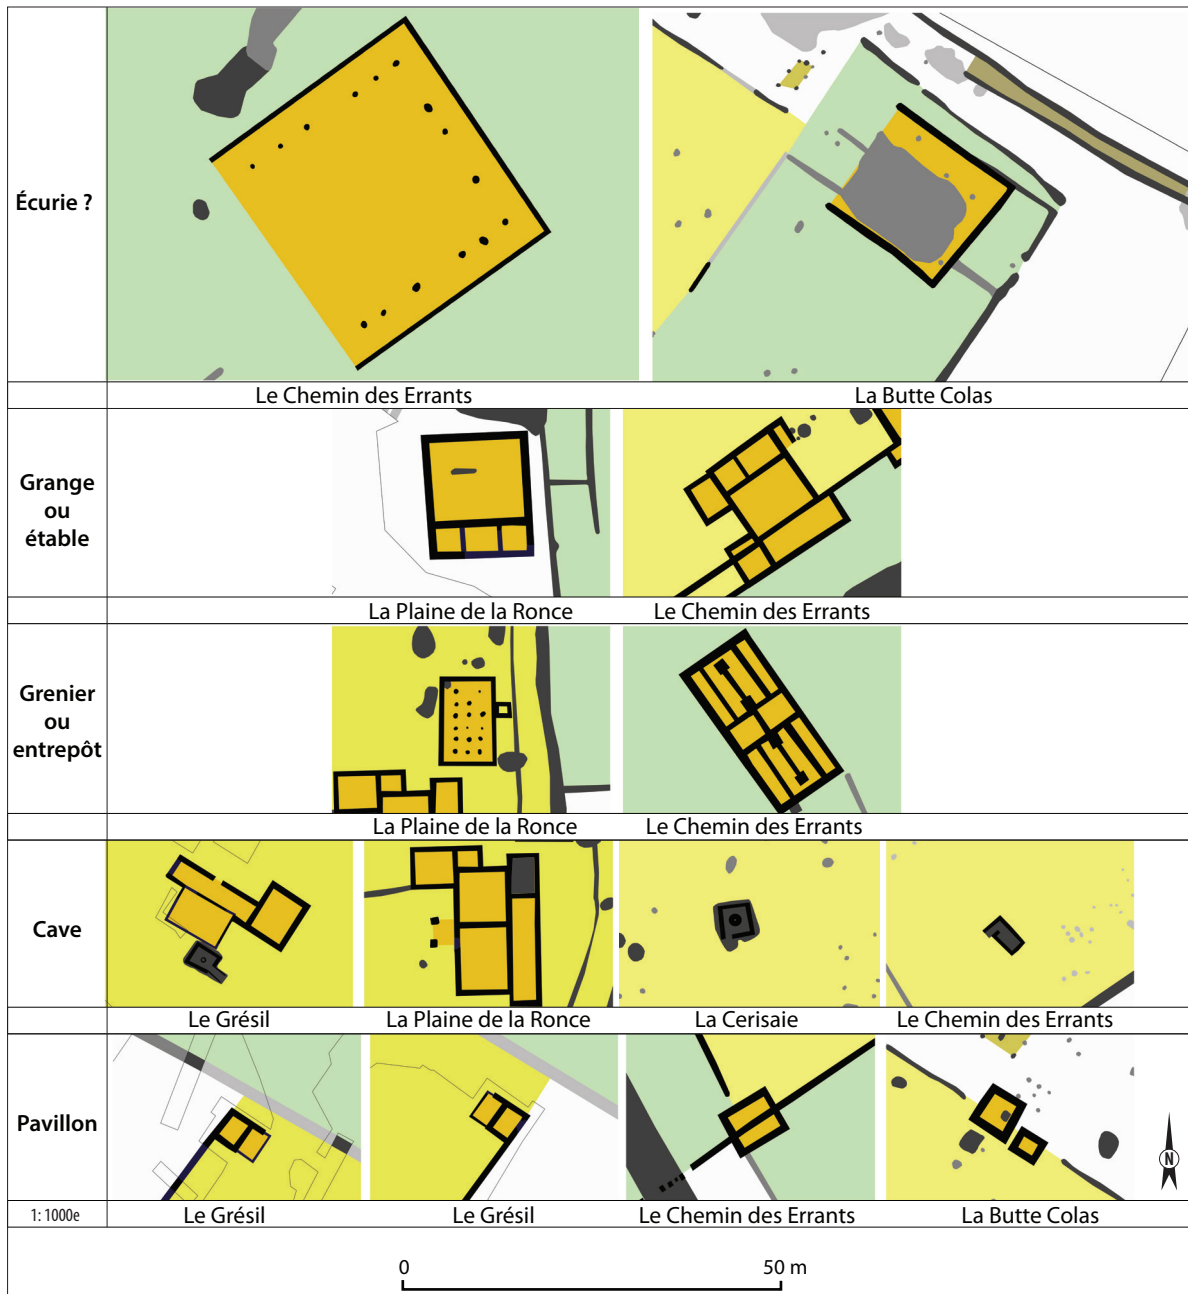 Écurie ?
Le Chemin des Errants
La Butte Colas
Grange
ou
étable
La Plaine de la Ronce
Le Chemin des Errants
Grenier
ou
entrepôt
La Plaine de la Ronce
Le Chemin des Errants
Cave
Le Grésil
La Plaine de la Ronce
La Cerisaie
Le Chemin des Errants
Pavillon
N
1: 1000e
Le Grésil
Le Grésil
Le Chemin des Errants
La Butte Colas
0
50 m